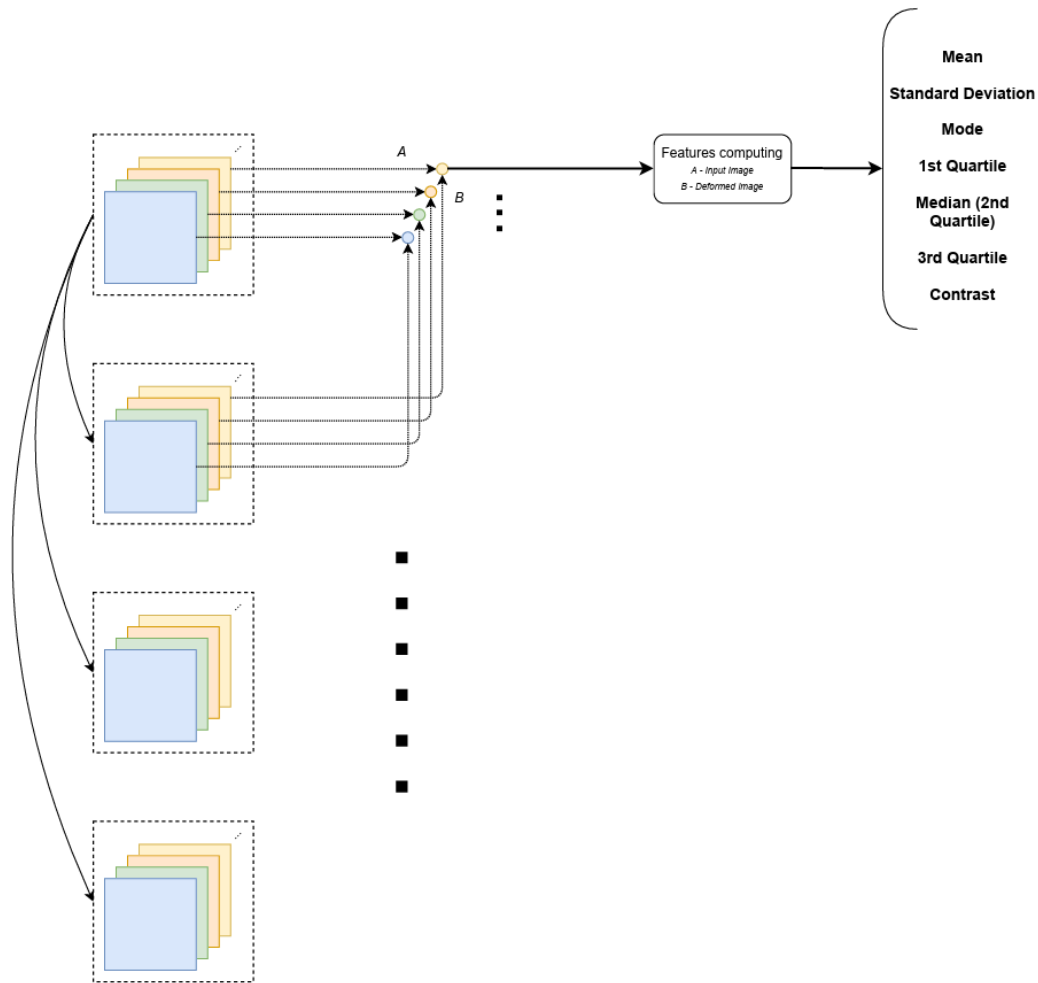 A
B
Features computing
A - Input Image
B - Deformed Image
Mean
Standard Deviation
Mode
1st Quartile
Median (2nd
Quartile)
3rd Quartile
Contrast